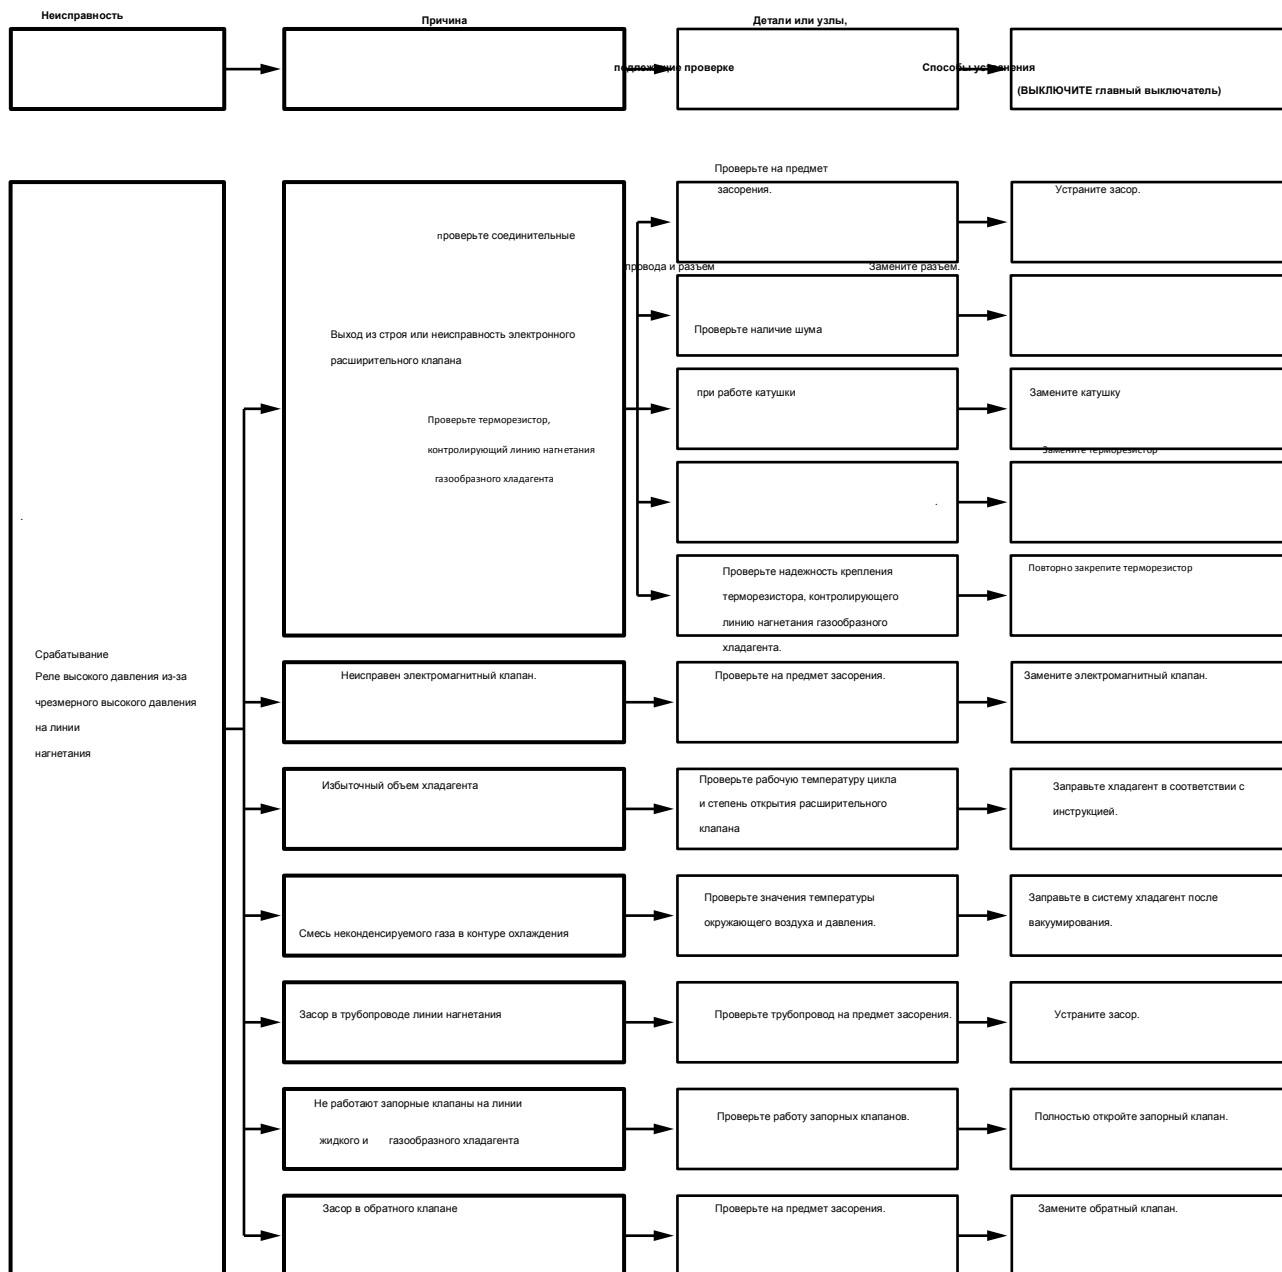 Неисправность
Причина
Детали или узлы,
подлежащие проверке
Способы устранения
(ВЫКЛЮЧИТЕ главный выключатель)
Проверьте на предмет
засорения.
Устраните засор.
проверьте соединительные
провода и разъем
Замените разъем.
Выход из строя или неисправность электронного
расширительного клапана
Проверьте наличие шума
при работе катушки
Замените катушку
Проверьте терморезистор,
контролирующий линию нагнетания
газообразного хладагента
.
Замените терморезистор
.
Проверьте надежность крепления
терморезистора, контролирующего
линию нагнетания газообразного
хладагента.
Повторно закрепите терморезистор
Срабатывание
Реле высокого давления из-за
чрезмерного высокого давления
на линии
нагнетания
Неисправен электромагнитный клапан.
Проверьте на предмет засорения.
Замените электромагнитный клапан.
Избыточный объем хладагента
Проверьте рабочую температуру цикла
и степень открытия расширительного
клапана
Заправьте хладагент в соответствии с
инструкцией.
Смесь неконденсируемого газа в контуре охлаждения
Проверьте значения температуры
окружающего воздуха и давления.
Заправьте в систему хладагент после
вакуумирования.
Засор в трубопроводе линии нагнетания
Проверьте трубопровод на предмет засорения.
Устраните засор.
Не работают запорные клапаны на линии
жидкого и газообразного хладагента
Проверьте работу запорных клапанов.
Полностью откройте запорный клапан.
Засор в обратного клапане
Проверьте на предмет засорения.
Замените обратный клапан.